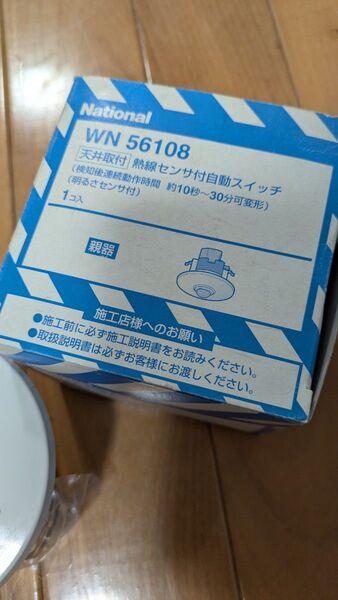 National
WN 56108
天井取付 熱線センサ付自動スイッチ
(検知後連続動作時間 約10秒〜30分可変形)
(明るさセンサ付)
1コ入
親器
施工店様へのお願い
●施工前に必ず施工説明書をお読みください。
●取扱説明書は必ずお客様にお渡しください。